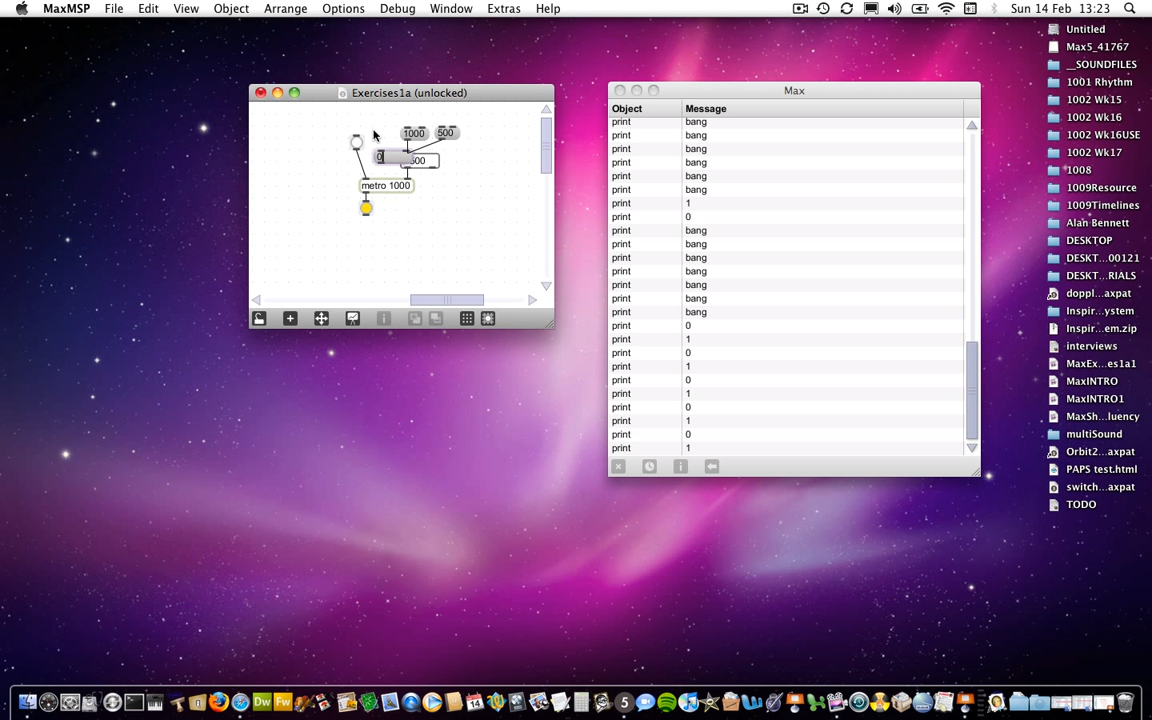 MaxMSP File Edit View Object Arrange Options Debug Window Extras Help Sun 14 Feb 13:23
Exercises1a (unlocked)
1000 500
0
500
metro 1000
Max
Object Message
print bang
print bang
print bang
print bang
print bang
print bang
print 1
print 0
print bang
print bang
print bang
print bang
print bang
print bang
print bang
print 0
print 1
print 0
print 1
print 0
print 1
print 0
print 1
print 0
print 1
Untitled
Max5_41767
__SOUNDFILES
1001 Rhythm
1002 Wk15
1002 Wk16
1002 Wk16USE
1002 Wk17
1008
1009Resource
1009Timelines
Alan Bennett
DESKTOP
DESKT...00121
DESKT...RIALS
doppl...axpat
Inspir...ystem
Inspir...em.zip
interviews
MaxEx...es1a1
MaxINTRO
MaxINTRO1
MaxSh...luency
multiSound
Orbit2...axpat
PAPS test.html
switch...axpat
TODO
Dw Fw
5